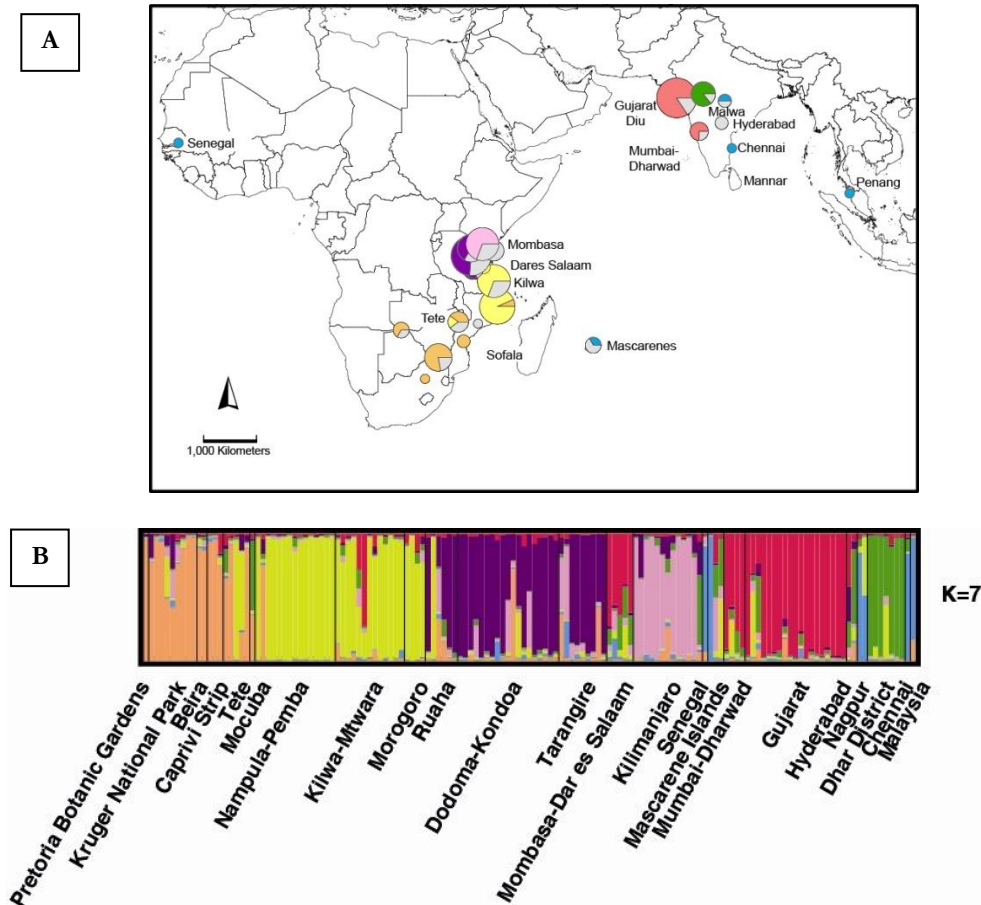 A
Senegal
Gujarat
Diu
Malwa
Hyderabad
Mumbai-
Dharwad
Chennai
Mannar
Penang
Mombasa
Dares Salaam
Kilwa
Tete
Sofala
Mascarenes
1,000 Kilometers
B
K=7
Pretoria Botanic Gardens
Kruger National Park
Beira
Caprivi Strip
Tete
Mocuba
Nampula-Pemba
Kilwa-Mtwara
Morogoro
Ruaha
Dodoma-Kondoa
Tarangire
Mombasa-Dar es Salaam
Kilimanjaro
Senegal
Mascarene Islands
Mumbai-Dharwad
Gujarat
Hyderabad
Nagpur
Dhar District
Chennai
Malaysia